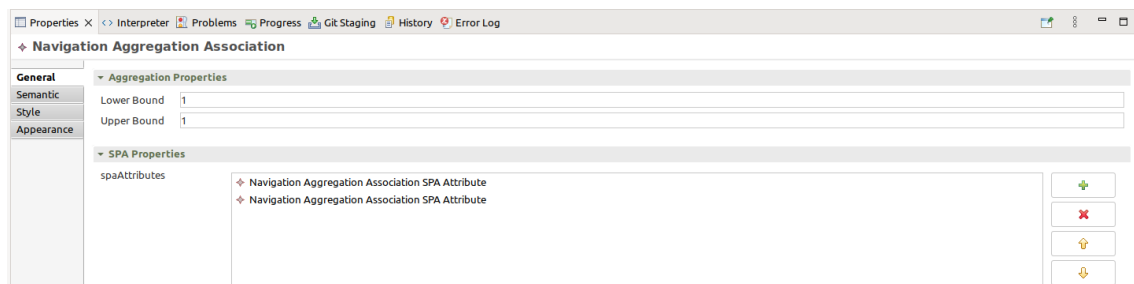 Properties Interpreter Problems Progress Git Staging History Error Log
Navigation Aggregation Association
General
Semantic
Style
Appearance
Aggregation Properties
Lower Bound 1
Upper Bound 1
SPA Properties
spaAttributes
Navigation Aggregation Association SPA Attribute
Navigation Aggregation Association SPA Attribute